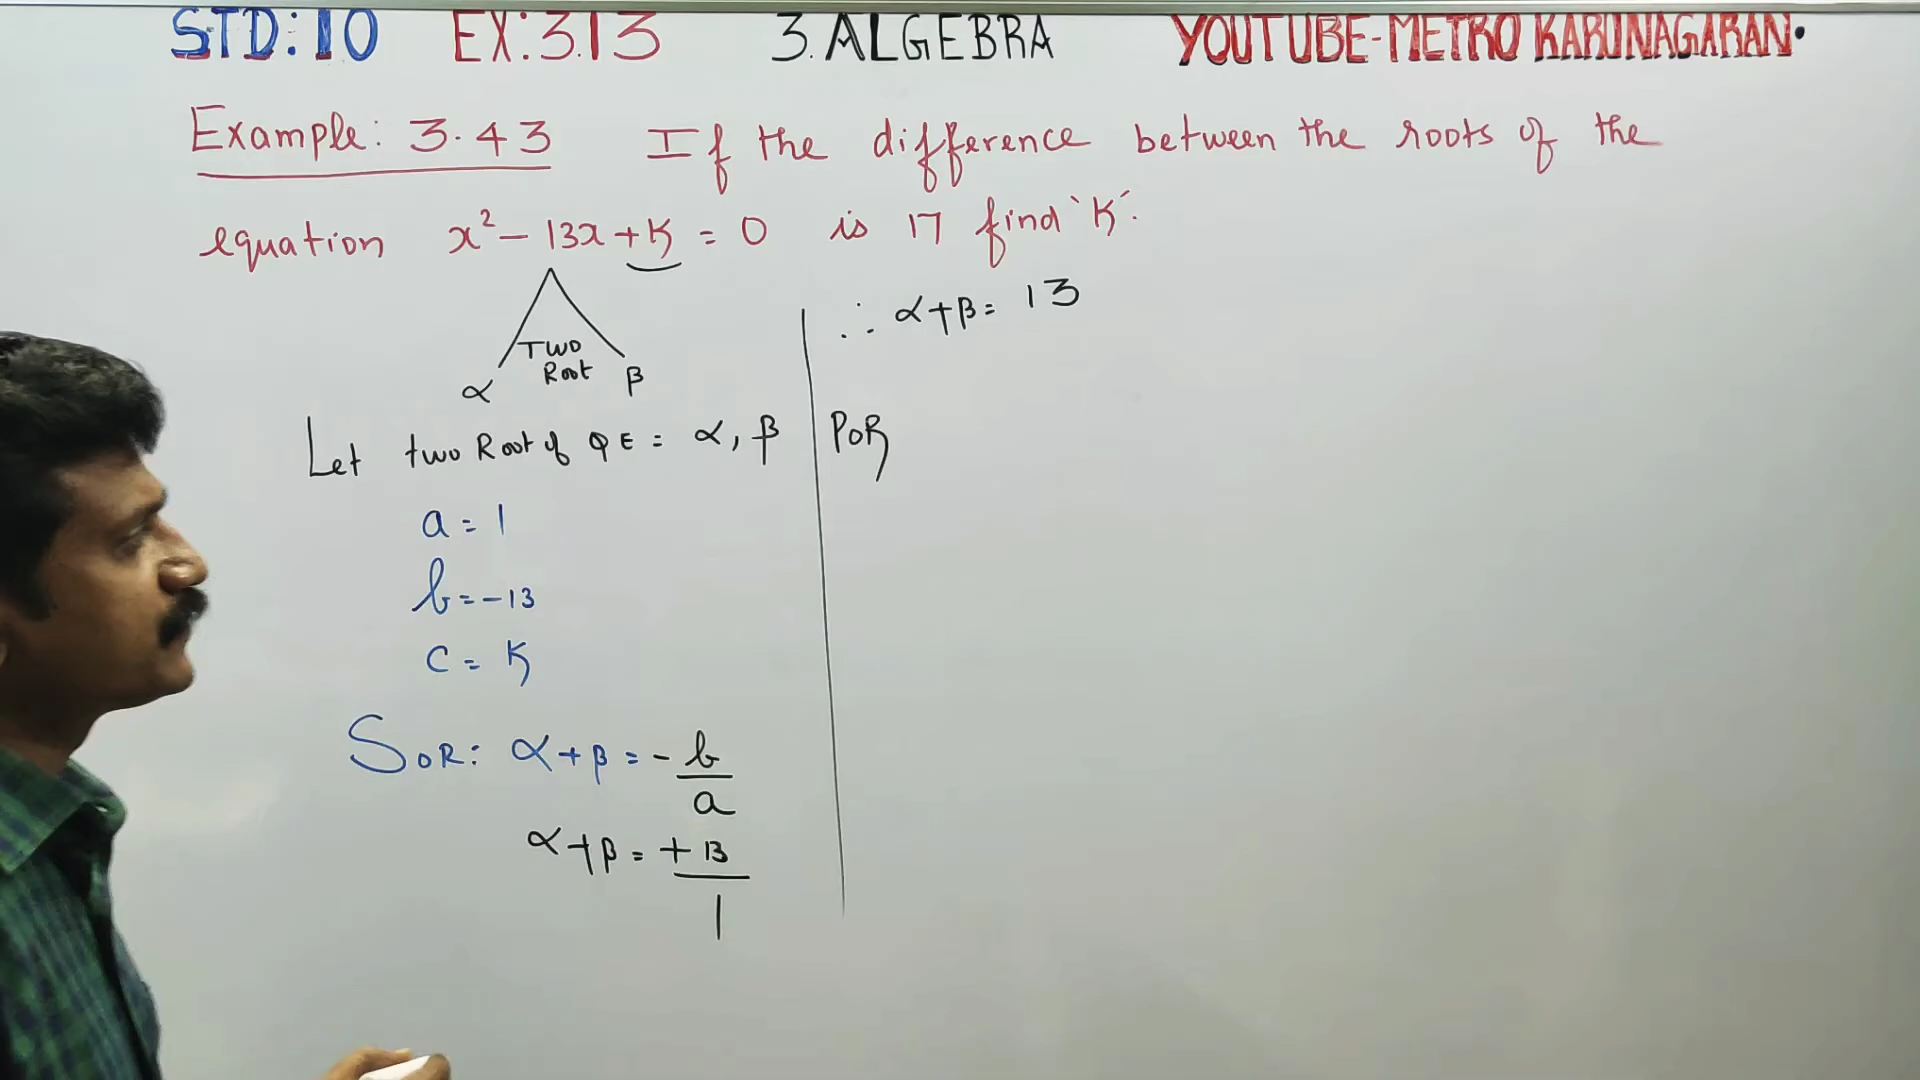 STD:10 EX:3.13 3.ALGEBRA YOUTUBE-METRO KARUNAGARAN.
Example: 3.43 If the difference between the roots of the
equation x² - 13x + K = 0 is 17 find 'K'.
Two
Root
α β
Let two Root of QE = α, β
a = 1
b = -13
c = K
SOR: α + β = - b/a
α + β = + 13/1
∴ α + β = 13
POR